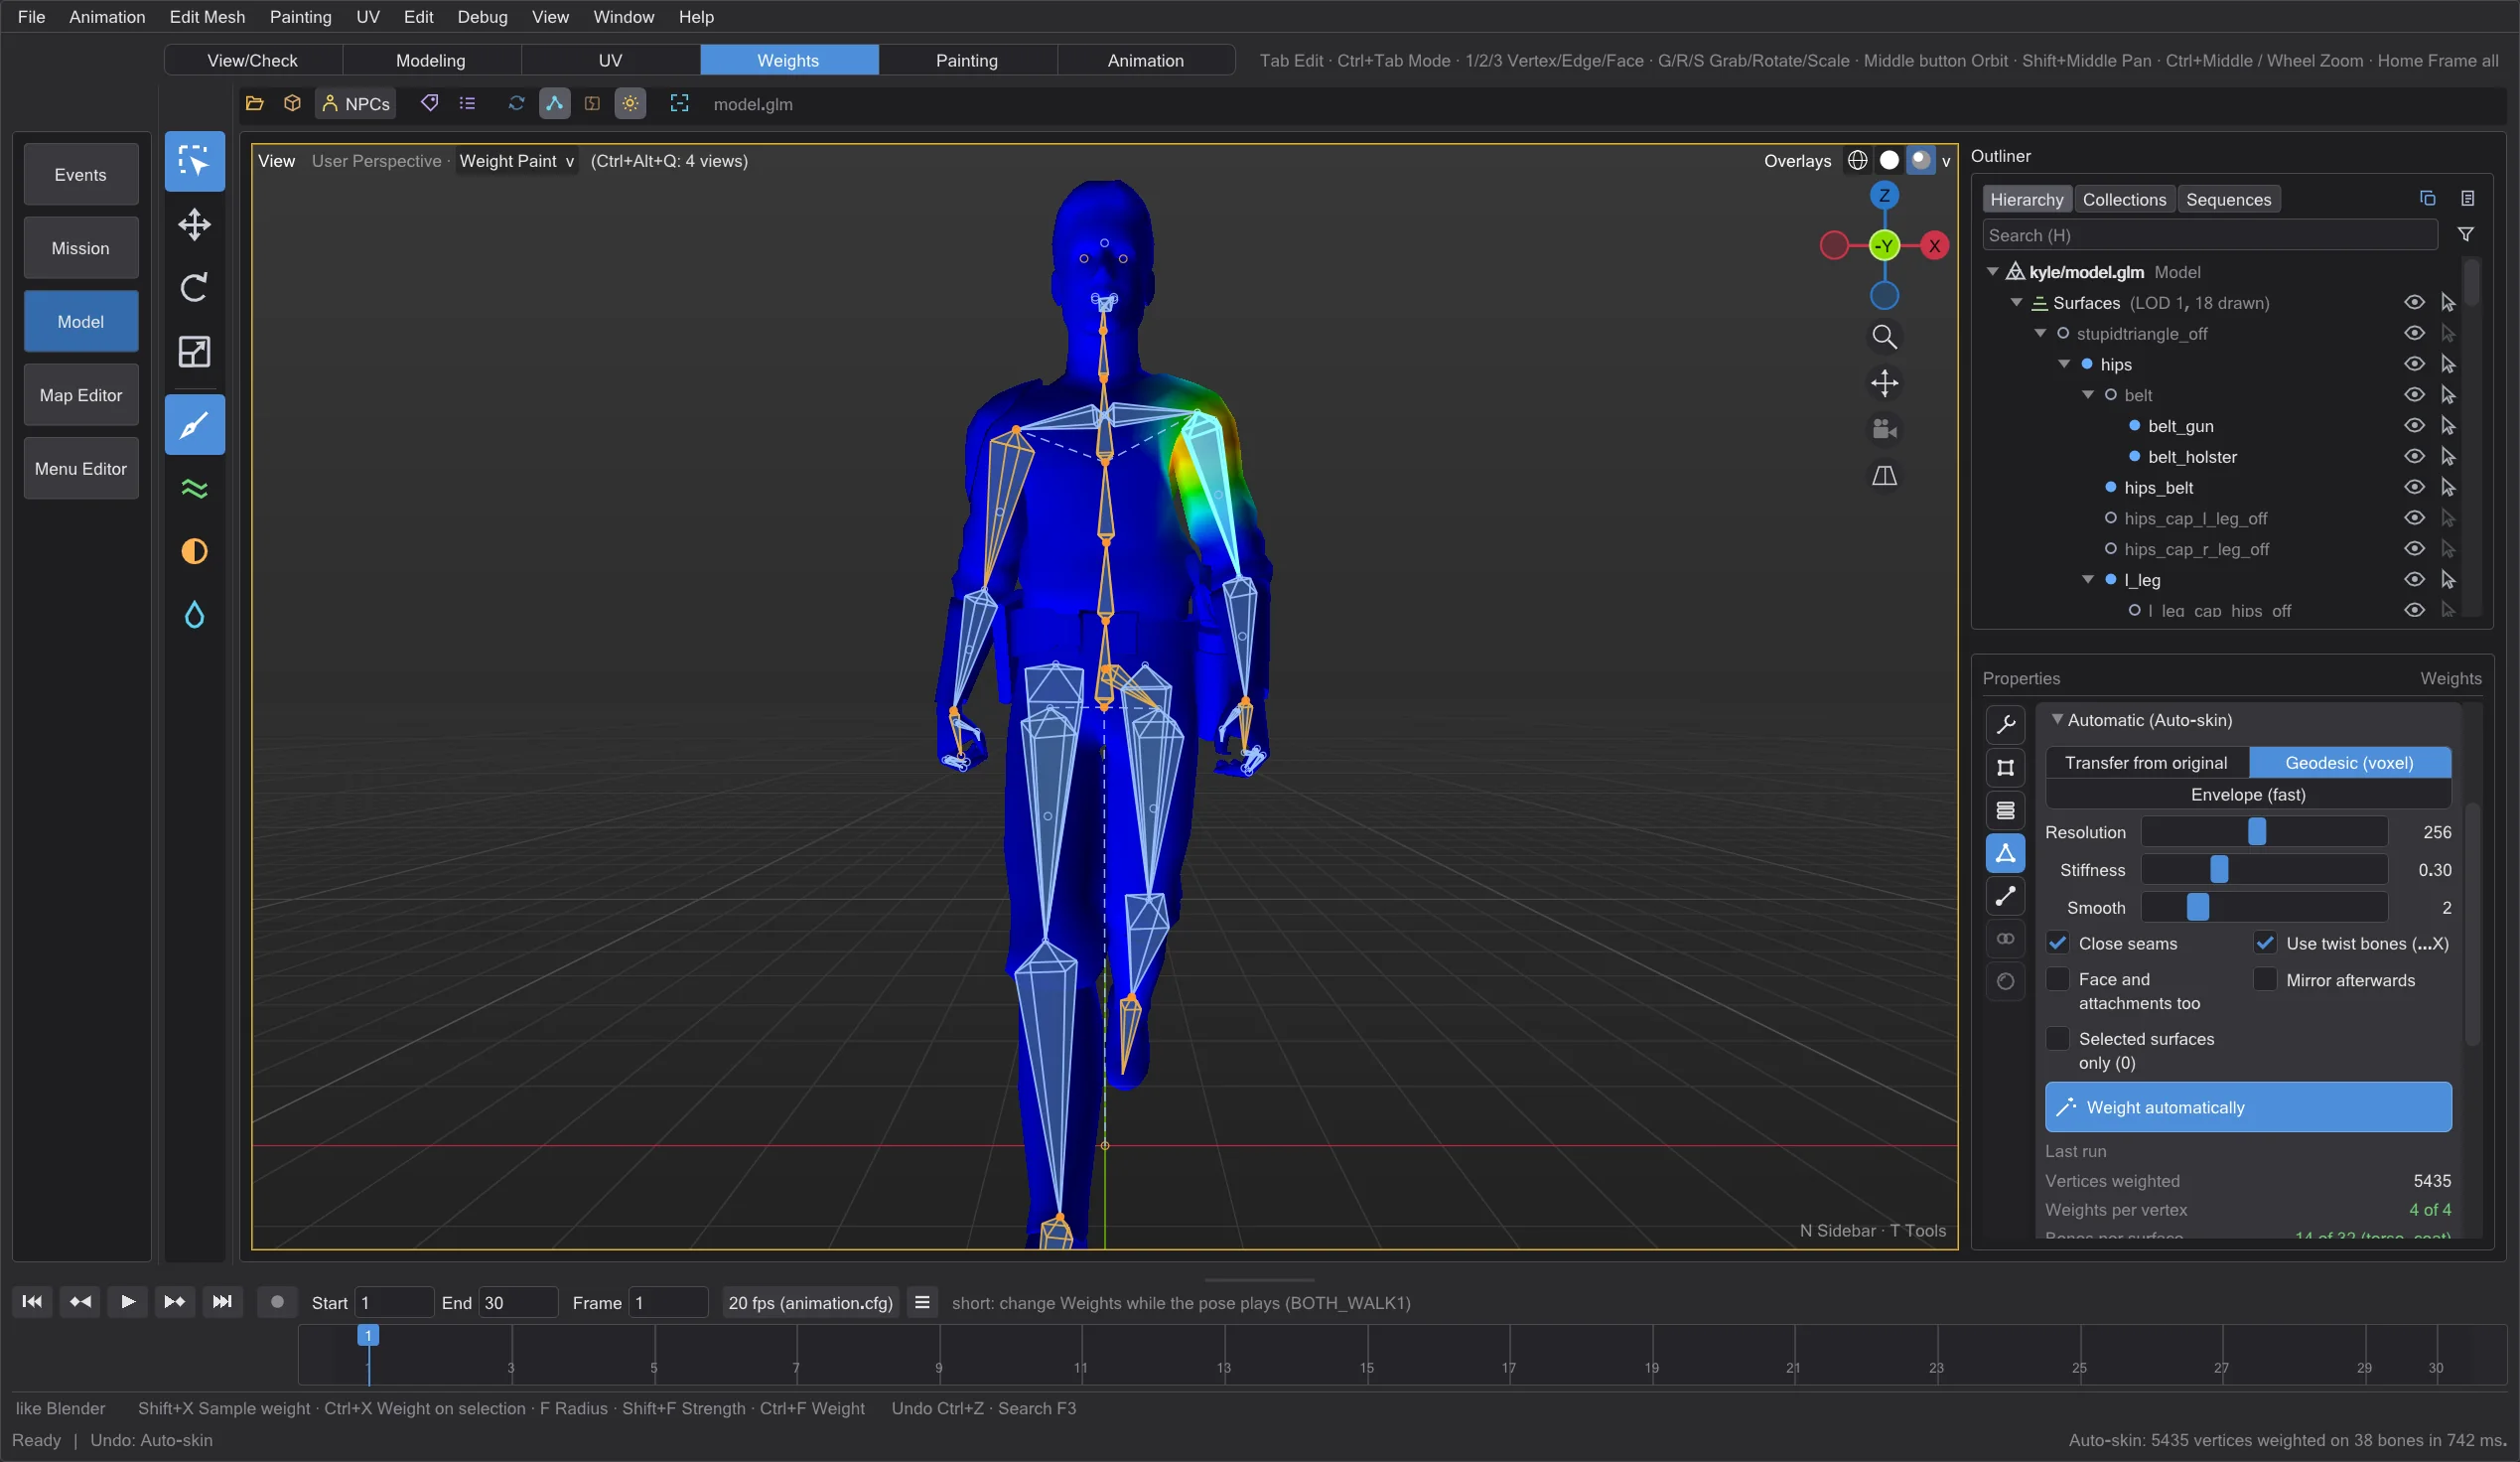 File Animation Edit Mesh Painting UV Edit Debug View Window Help
View/Check Modeling UV Weights Painting Animation Tab Edit · Ctrl+Tab Mode · 1/2/3 Vertex/Edge/Face · G/R/S Grab/Rotate/Scale · Middle button Orbit · Shift+Middle Pan · Ctrl+Middle / Wheel Zoom · Home Frame all
NPCs model.glm
Events
Mission
Model
Map Editor
Menu Editor
View User Perspective · Weight Paint v (Ctrl+Alt+Q: 4 views) Overlays v
Z
-Y X
N Sidebar · T Tools
Outliner
Hierarchy Collections Sequences
Search (H)
kyle/model.glm Model
Surfaces (LOD 1, 18 drawn)
stupidtriangle_off
hips
belt
belt_gun
belt_holster
hips_belt
hips_cap_l_leg_off
hips_cap_r_leg_off
l_leg
l_leg_cap_hips_off
Properties Weights
Automatic (Auto-skin)
Transfer from original Geodesic (voxel)
Envelope (fast)
Resolution 256
Stiffness 0.30
Smooth 2
Close seams Use twist bones (...X)
Face and attachments too Mirror afterwards
Selected surfaces only (0)
Weight automatically
Last run
Vertices weighted 5435
Weights per vertex 4 of 4
Bones per surface 14 of 32 (torso_coat)
Start 1 End 30 Frame 1 20 fps (animation.cfg) short: change Weights while the pose plays (BOTH_WALK1)
1
1 3 5 7 9 11 13 15 17 19 21 23 25 27 29 30
like Blender Shift+X Sample weight · Ctrl+X Weight on selection · F Radius · Shift+F Strength · Ctrl+F Weight Undo Ctrl+Z · Search F3
Ready | Undo: Auto-skin Auto-skin: 5435 vertices weighted on 38 bones in 742 ms.